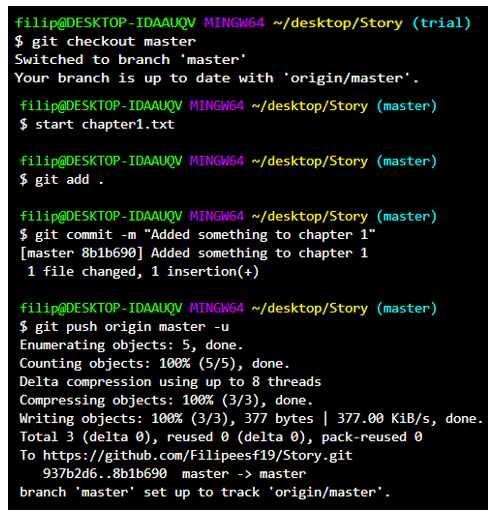 filip@DESKTOP-IDAAUQV MINGW64 ~/desktop/Story (trial)
$ git checkout master
Switched to branch 'master'
Your branch is up to date with 'origin/master'.
filip@DESKTOP-IDAAUQV MINGW64 ~/desktop/Story (master)
$ start chapter1.txt
filip@DESKTOP-IDAAUQV MINGW64 ~/desktop/Story (master)
$ git add .
filip@DESKTOP-IDAAUQV MINGW64 ~/desktop/Story (master)
$ git commit -m "Added something to chapter 1"
[master 8b1b690] Added something to chapter 1
1 file changed, 1 insertion(+)
filip@DESKTOP-IDAAUQV MINGW64 ~/desktop/Story (master)
$ git push origin master -u
Enumerating objects: 5, done.
Counting objects: 100% (5/5), done.
Delta compression using up to 8 threads
Compressing objects: 100% (3/3), done.
Writing objects: 100% (3/3), 377 bytes | 377.00 KiB/s, done.
Total 3 (delta 0), reused 0 (delta 0), pack-reused 0
To https://github.com/Filipeesf19/Story.git
937b2d6..8b1b690  master -> master
branch 'master' set up to track 'origin/master'.